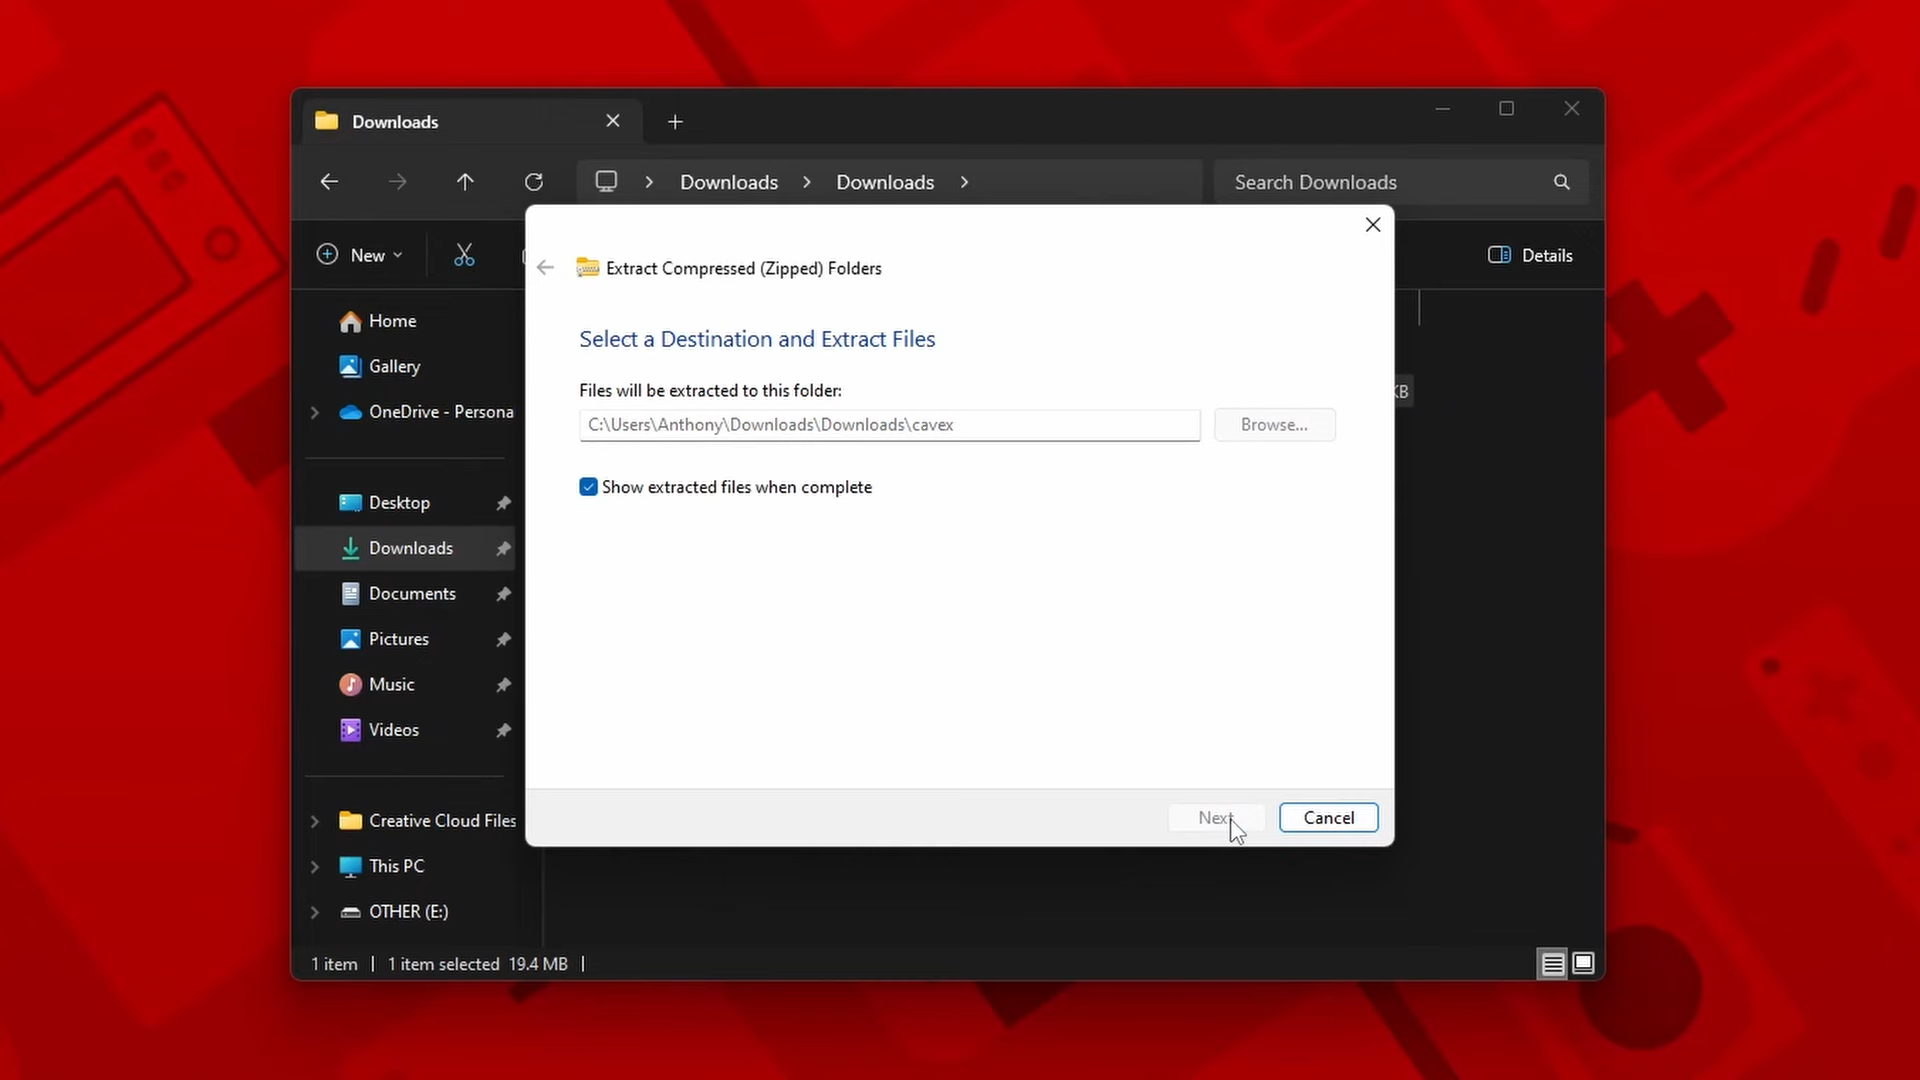 Downloads
Downloads
Downloads
Search Downloads
New
Details
Extract Compressed (Zipped) Folders
Select a Destination and Extract Files
Files will be extracted to this folder:
C:\Users\Anthony\Downloads\Downloads\cavex
Browse...
Show extracted files when complete
Next
Cancel
KB
Home
Gallery
OneDrive - Persona
Desktop
Downloads
Documents
Pictures
Music
Videos
Creative Cloud Files
This PC
OTHER (E:)
1 item
1 item selected 19.4 MB